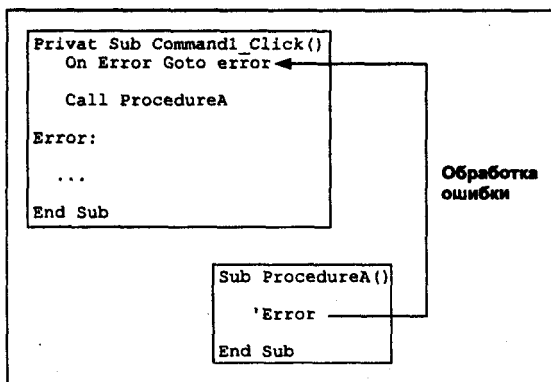 Privat Sub Command1_Click()
On Error Goto error
Call ProcedureA
Error:
...
End Sub
Обработка
ошибки
Sub ProcedureA()
'Error
End Sub